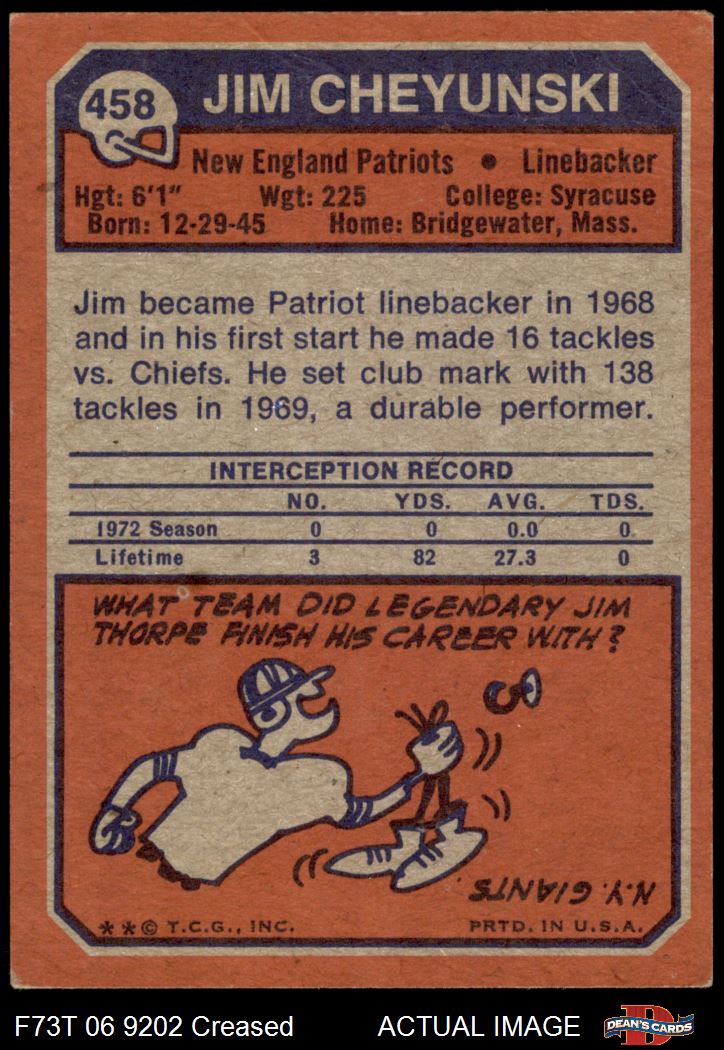 458
JIM CHEYUNSKI
New England Patriots • Linebacker
Hgt: 6'1" Wgt: 225 College: Syracuse
Born: 12-29-45 Home: Bridgewater, Mass.
Jim became Patriot linebacker in 1968
and in his first start he made 16 tackles
vs. Chiefs. He set club mark with 138
tackles in 1969, a durable performer.
INTERCEPTION RECORD
NO. YDS. AVG. TDS.
1972 Season 0 0 0.0 0
Lifetime 3 82 27.3 0
WHAT TEAM DID LEGENDARY JIM
THORPE FINISH HIS CAREER WITH?
N.Y. GIANTS.
**© T.C.G., INC. PRTD. IN U.S.A.
F73T 06 9202 Creased ACTUAL IMAGE
D
DEAN'S CARDS